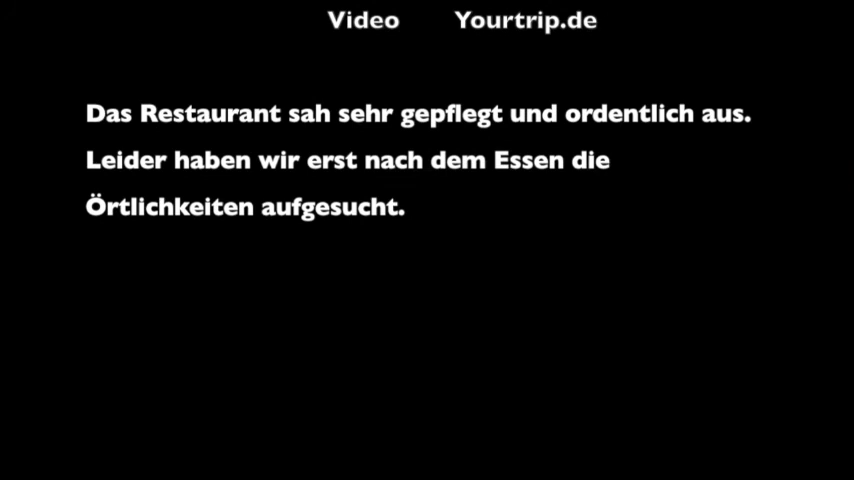 Video Yourtrip.de
Das Restaurant sah sehr gepflegt und ordentlich aus.
Leider haben wir erst nach dem Essen die
Örtlichkeiten aufgesucht.